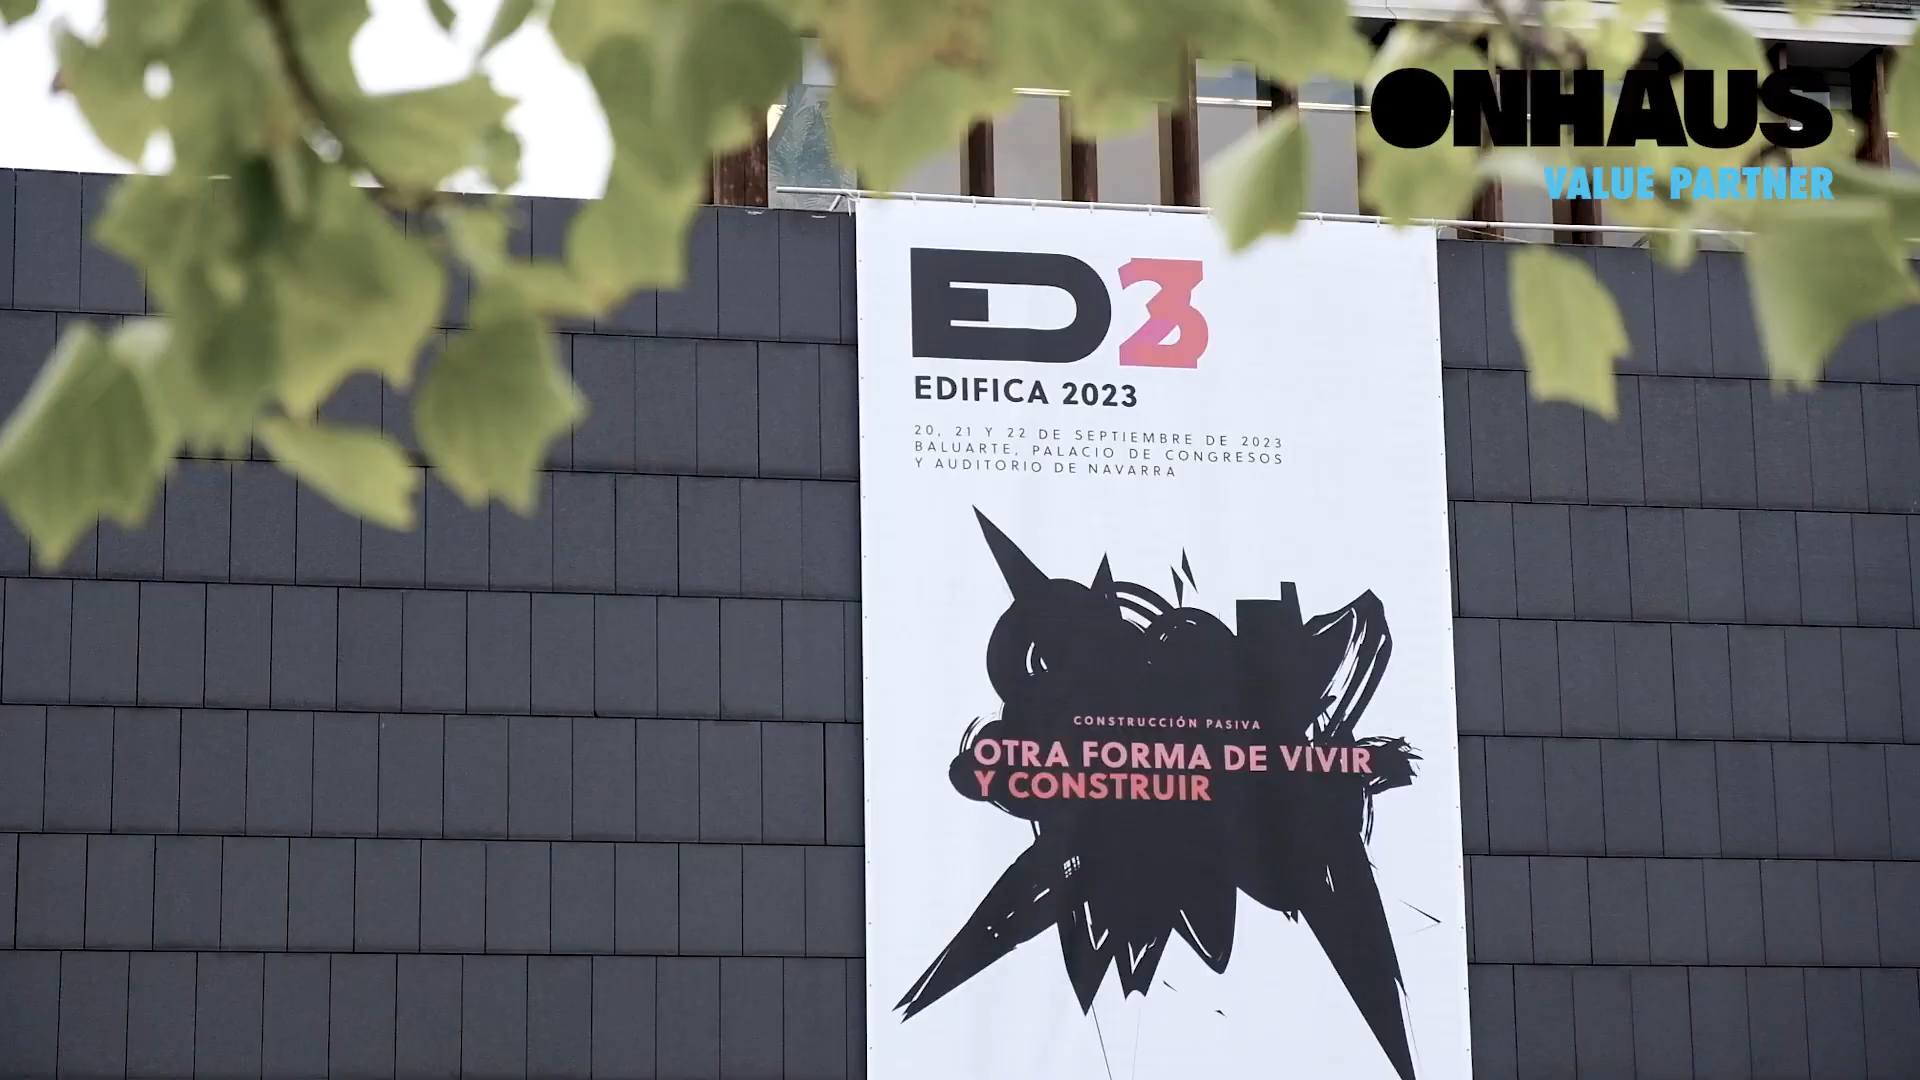 ONHAUS
VALUE PARTNER
ED23
EDIFICA 2023
20, 21 Y 22 DE SEPTIEMBRE DE 2023
BALUARTE, PALACIO DE CONGRESOS
Y AUDITORIO DE NAVARRA
CONSTRUCCIÓN PASIVA
OTRA FORMA DE VIVIR
Y CONSTRUIR